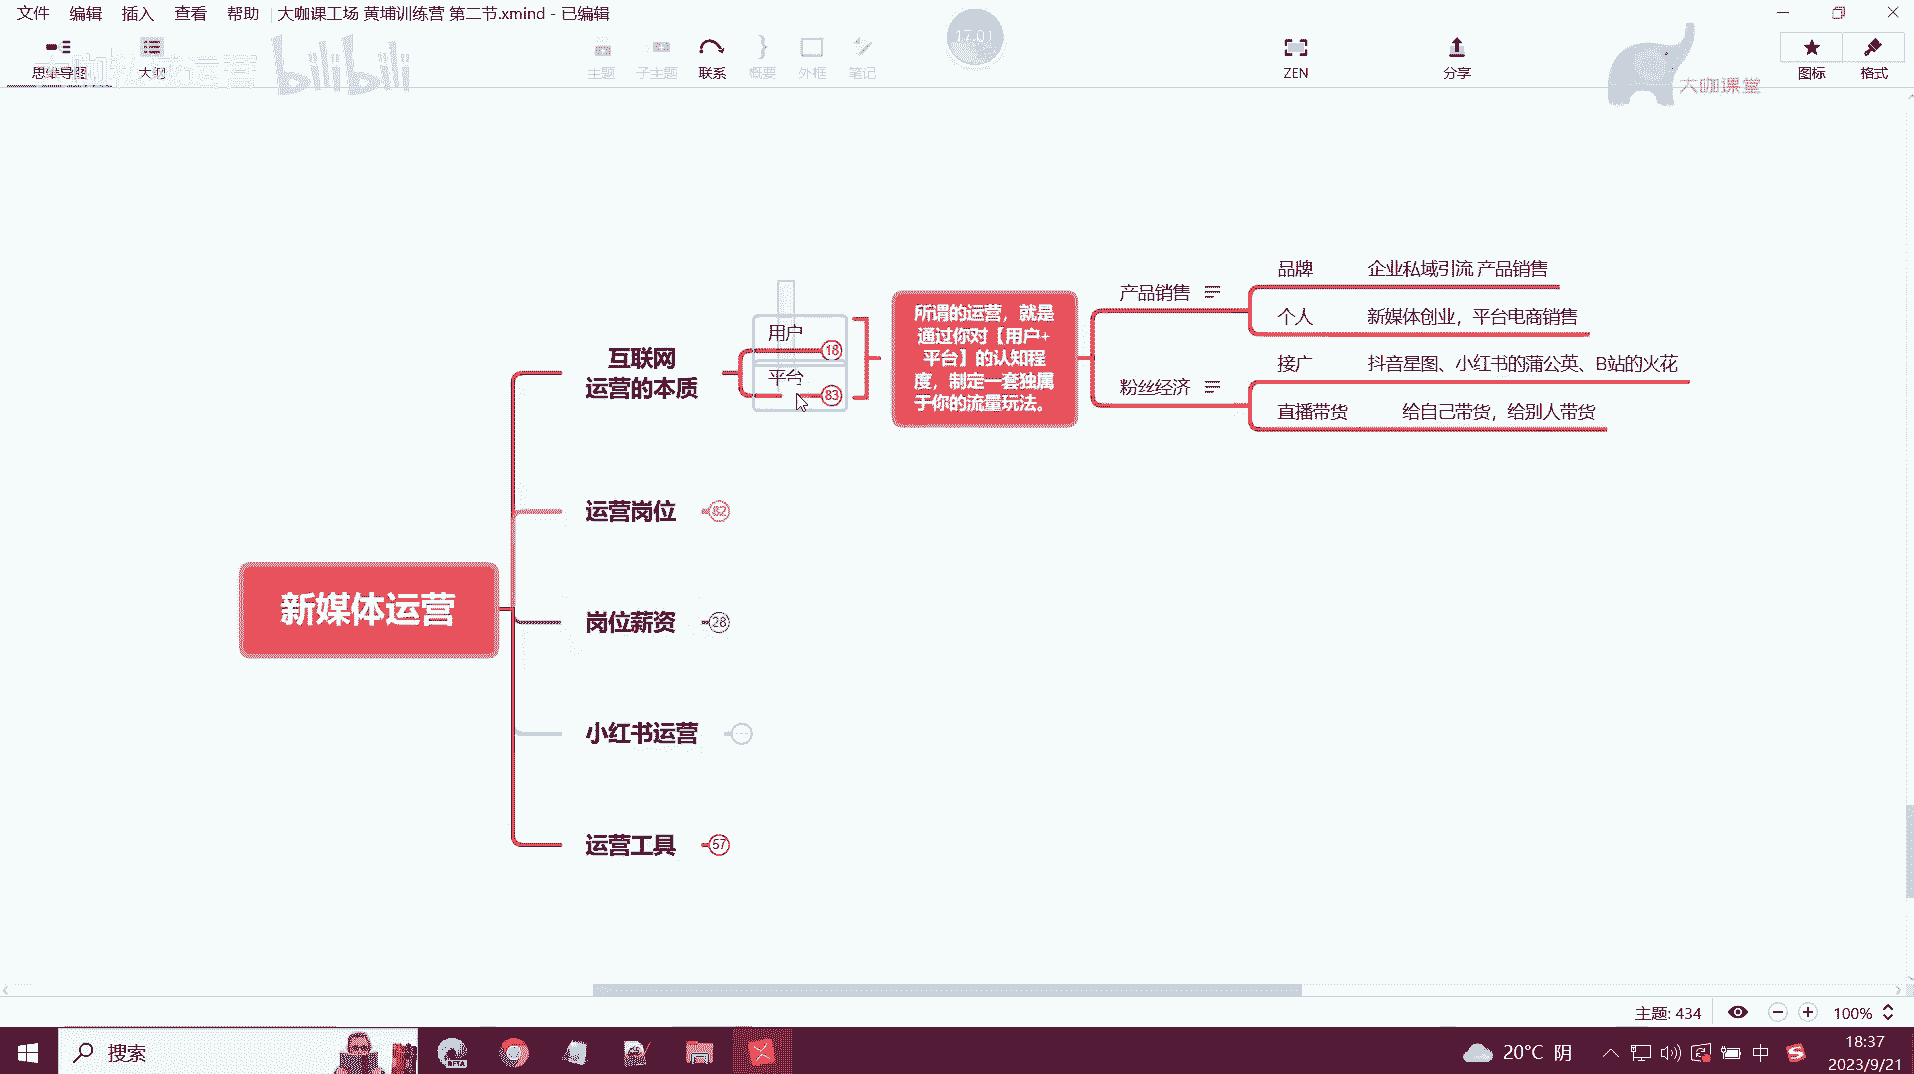 文件 编辑 插入 查看 帮助 大咖课工场 黄埔训练营 第二节.xmind - 已编辑
17:01
思维导图 大纲 主题 子主题 联系 概要 外框 笔记 ZEN 分享 图标 格式
bilibili
大咖课堂
互联网
运营的本质
用户
18
平台
83
所谓的运营，就是
通过你对【用户+
平台】的认知程
度，制定一套独属
于你的流量玩法。
产品销售
品牌 企业私域引流 产品销售
个人 新媒体创业，平台电商销售
粉丝经济
接广 抖音星图、小红书的蒲公英、B站的火花
直播带货 给自己带货，给别人带货
运营岗位 82
新媒体运营
岗位薪资 28
小红书运营
运营工具 57
主题: 434 100%
搜索
BETA
20°C 阴
中
18:37
2023/9/21